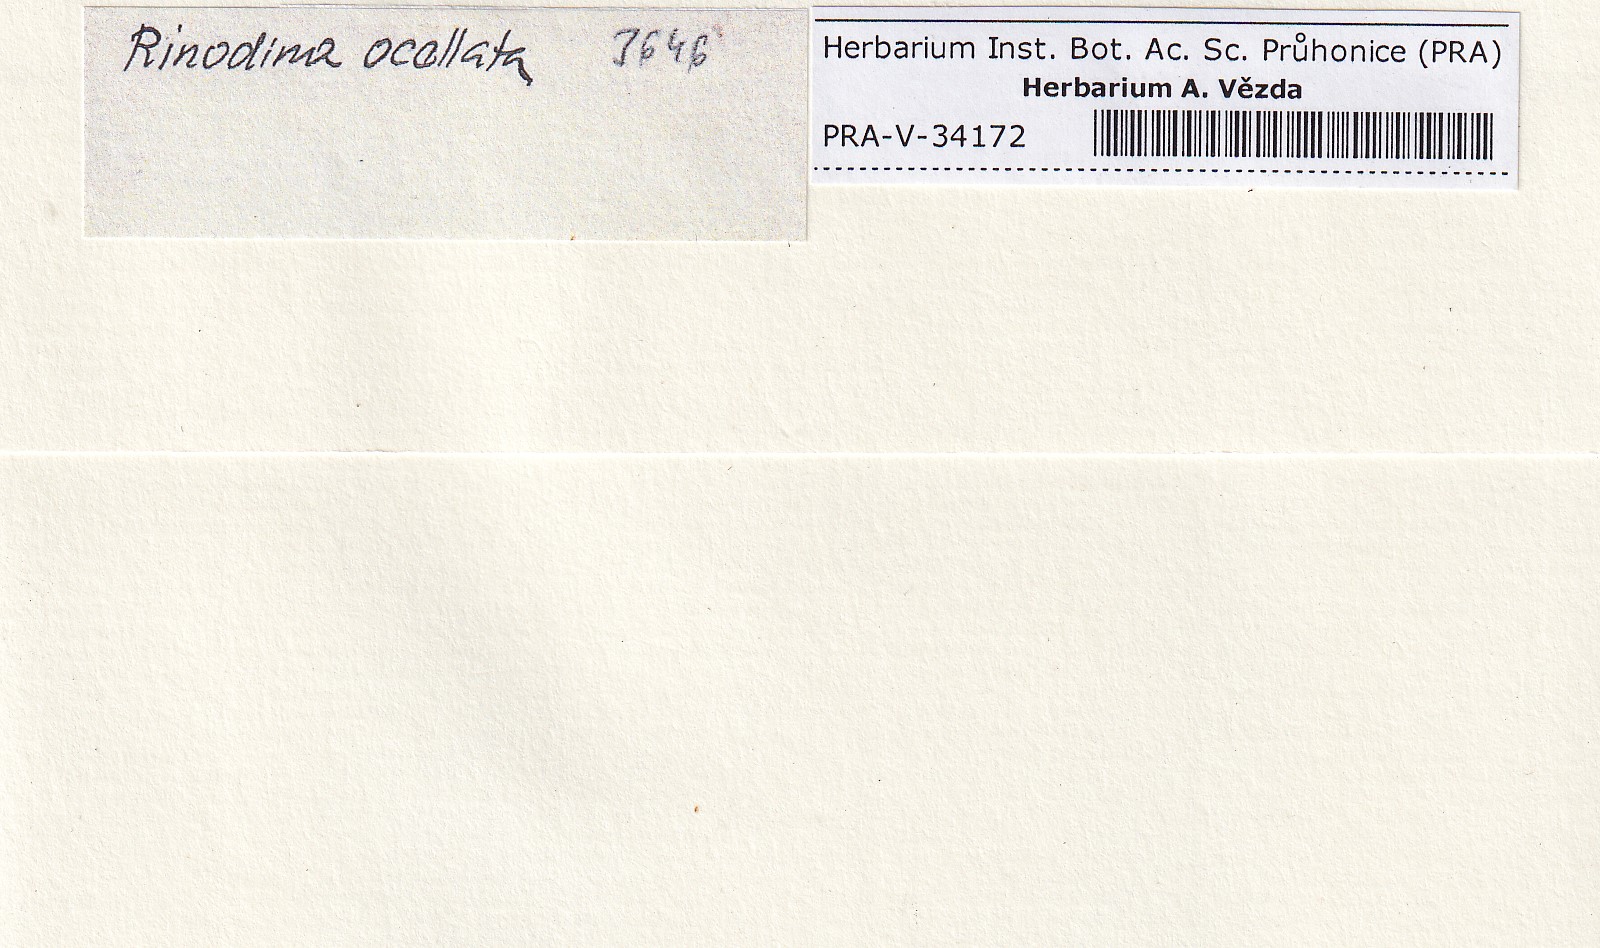 Rinodina ocellata 3646
Herbarium Inst. Bot. Ac. Sc. Průhonice (PRA)
Herbarium A. Vězda
PRA-V-34172